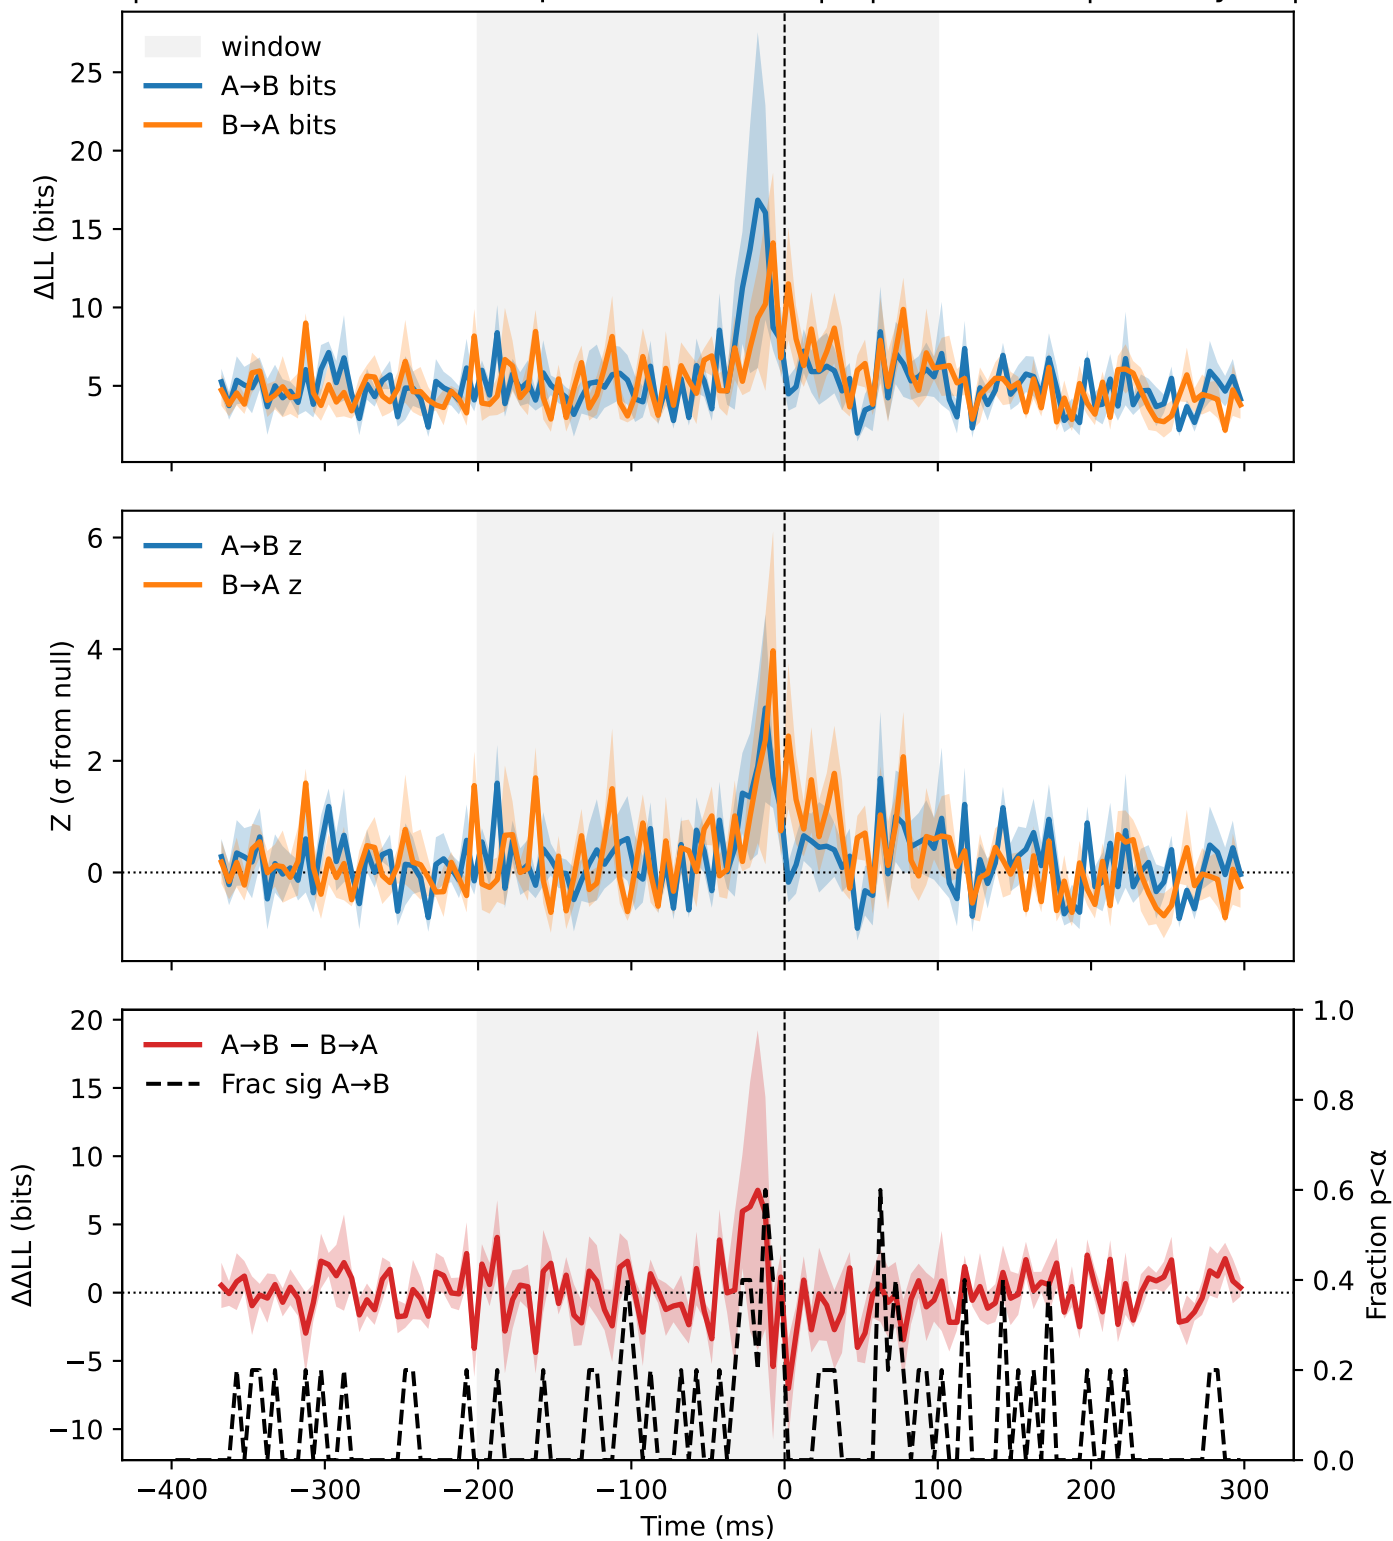 window
A→B bits
B→A bits
ΔLL (bits)
25
20
15
10
5
A→B z
B→A z
Z (σ from null)
6
4
2
0
A→B − B→A
Frac sig A→B
ΔΔLL (bits)
20
15
10
5
0
−5
−10
1.0
0.8
0.6
0.4
0.2
0.0
Fraction p<α
−400 −300 −200 −100 0 100 200 300
Time (ms)